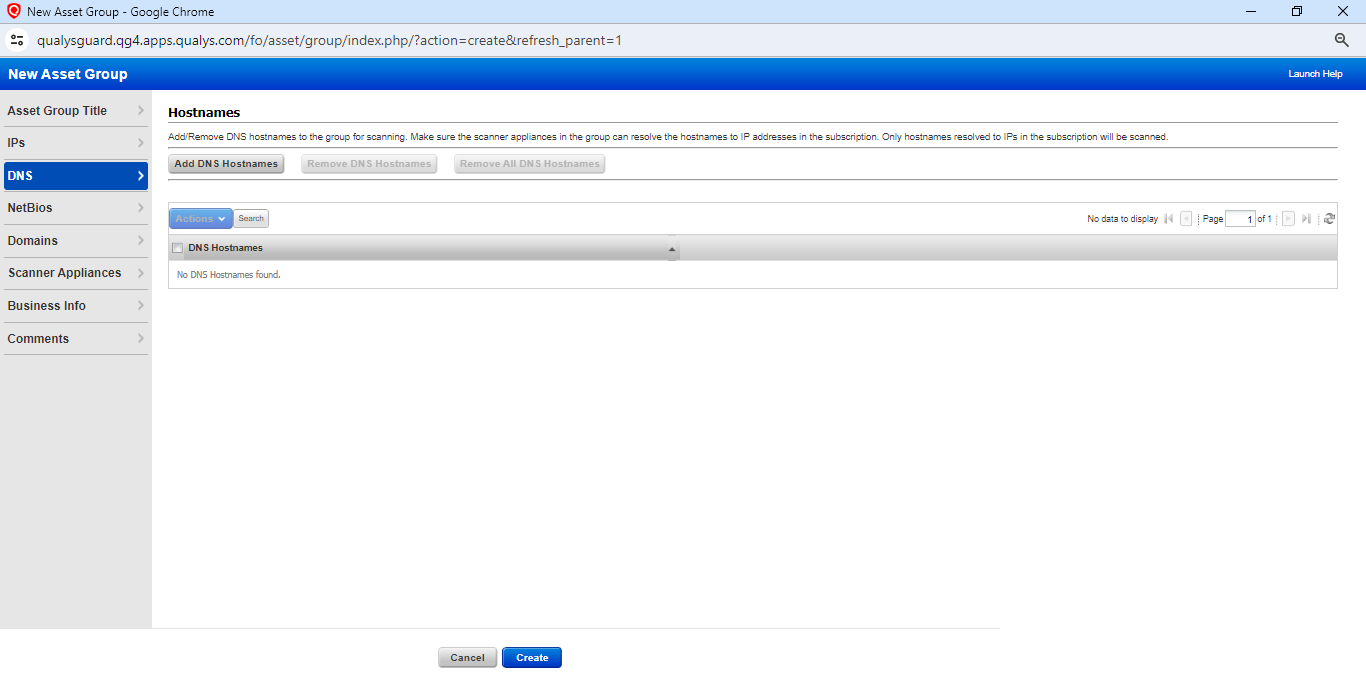 New Asset Group - Google Chrome
qualysguard.qg4.apps.qualys.com/fo/asset/group/index.php/?action=create&refresh_parent=1
New Asset Group
Launch Help
Asset Group Title
IPs
DNS
NetBios
Domains
Scanner Appliances
Business Info
Comments
Hostnames
Add/Remove DNS hostnames to the group for scanning. Make sure the scanner appliances in the group can resolve the hostnames to IP addresses in the subscription. Only hostnames resolved to IPs in the subscription will be scanned.
Add DNS Hostnames Remove DNS Hostnames Remove All DNS Hostnames
Actions Search No data to display Page 1 of 1
DNS Hostnames
No DNS Hostnames found.
Cancel Create